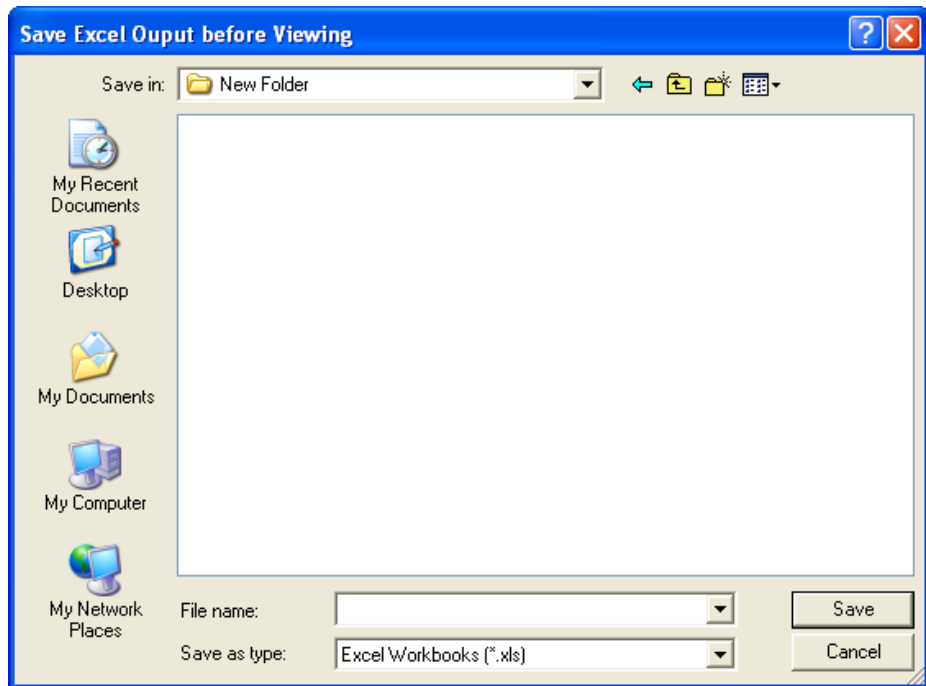 Save Excel Ouput before Viewing
Save in:
New Folder
My Recent
Documents
Desktop
My Documents
My Computer
My Network
Places
File name:
Save
Save as type:
Excel Workbooks (*.xls)
Cancel